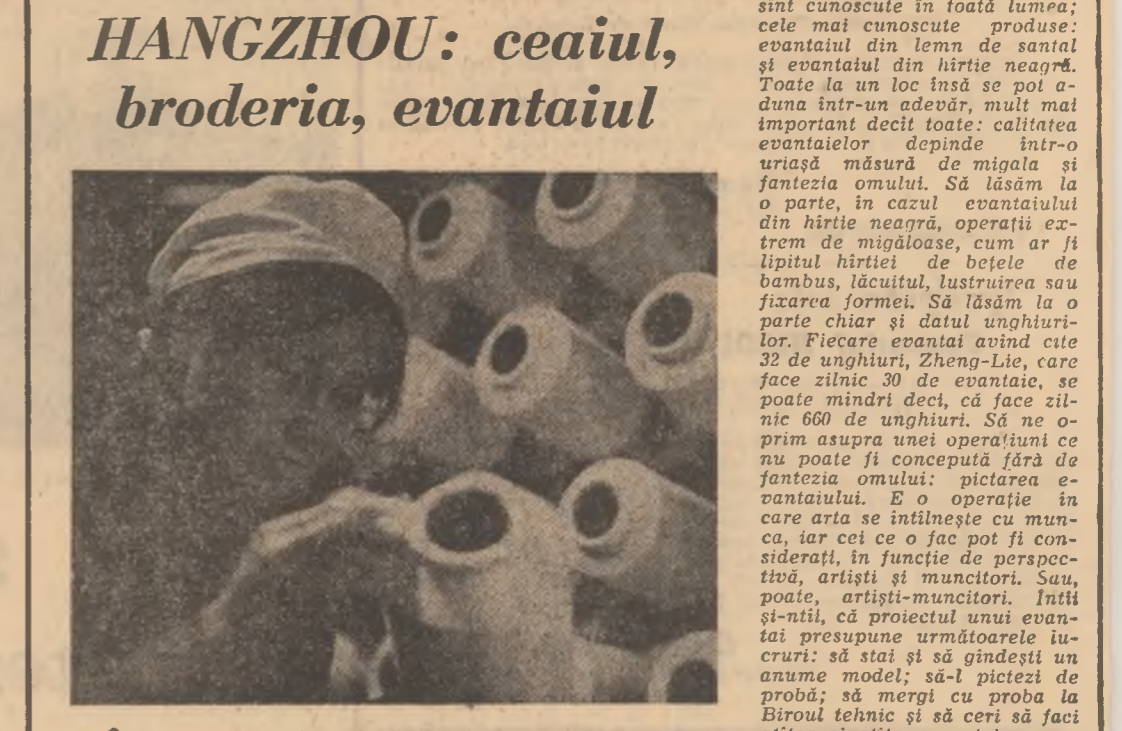 HANGZHOU: ceaiul,
broderia, evantaiul
sînt cunoscute în toată lumea;
cele mai cunoscute produse:
evantaiul din lemn de santal
și evantaiul din hîrtie neagră.
Toate la un loc însă se pot a-
duna într-un adevăr, mult mai
important decît toate: calitatea
evantaielor depinde într-o
uriașă măsură de migala și
fantezia omului. Să lăsăm la
o parte, în cazul evantaiului
din hîrtie neagră, operații ex-
trem de migăloase, cum ar fi
lipitul hîrtiei de bețele de
bambus, lăcuitul, lustruirea sau
fixarea formei. Să lăsăm la o
parte chiar și datul unghiuri-
lor. Fiecare evantai avînd cîte
32 de unghiuri, Zheng-Lie, care
face zilnic 30 de evantaie, se
poate mîndri deci, că face zil-
nic 660 de unghiuri. Să ne o-
prim asupra unei operațiuni ce
nu poate fi concepută fără de
fantezia omului: pictarea e-
vantaiului. E o operație în
care arta se întîlnește cu mun-
ca, iar cei ce o fac pot fi con-
siderați, în funcție de perspec-
tivă, artiști și muncitori. Sau,
poate, artiști-muncitori. Întîi
și-ntîi, că proiectul unui evan-
tai presupune următoarele lu-
cruri: să stai și să gîndești un
anume model; să-l pictezi de
probă; să mergi cu proba la
Biroul tehnic și să ceri să faci